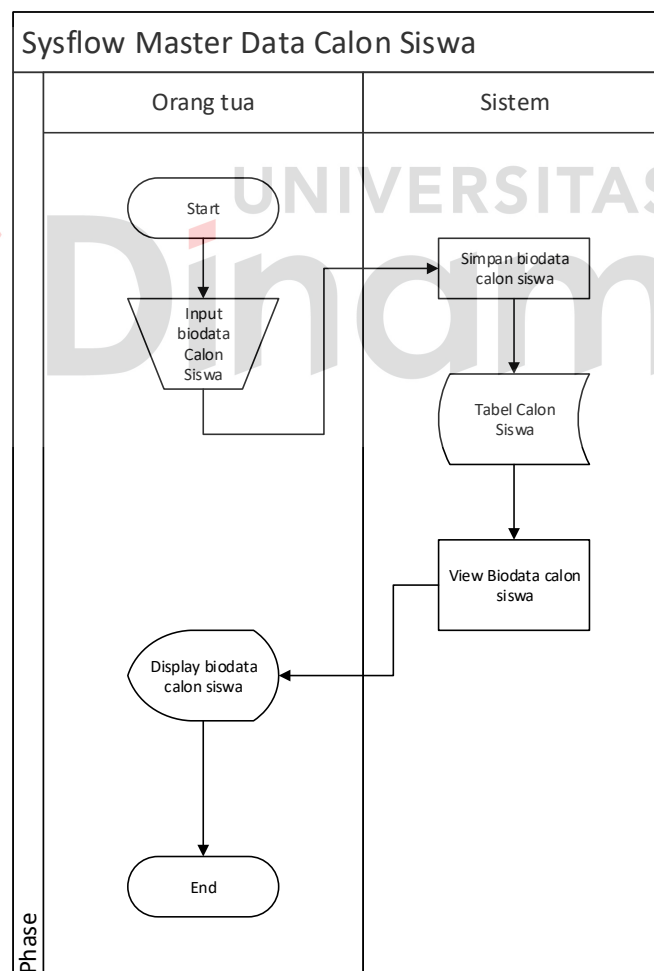 Sysflow Master Data Calon Siswa
Orang tua
Sistem
UNIVERSITAS
Dinam
Start
Simpan biodata
calon siswa
Input
biodata
Calon
Siswa
Tabel Calon
Siswa
View Biodata calon
siswa
Display biodata
calon siswa
End
Phase